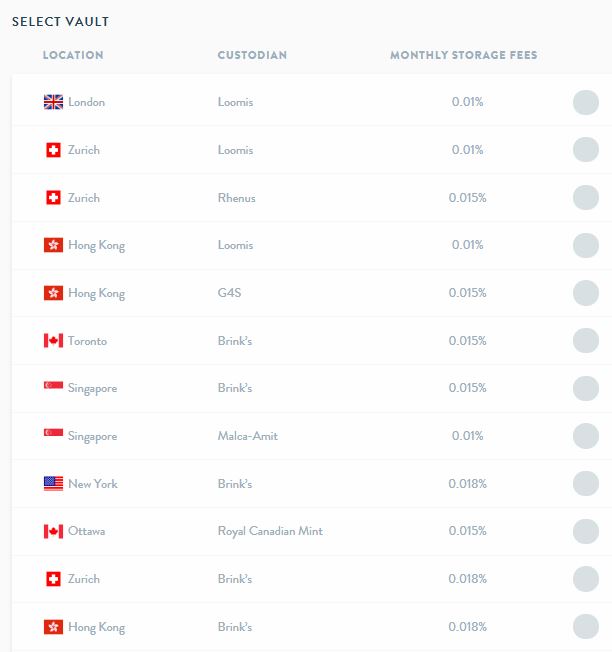 SELECT VAULT
LOCATION CUSTODIAN MONTHLY STORAGE FEES
London Loomis 0.01%
Zurich Loomis 0.01%
Zurich Rhenus 0.015%
Hong Kong Loomis 0.01%
Hong Kong G4S 0.015%
Toronto Brink's 0.015%
Singapore Brink's 0.015%
Singapore Malca-Amit 0.01%
New York Brink's 0.018%
Ottawa Royal Canadian Mint 0.015%
Zurich Brink's 0.018%
Hong Kong Brink's 0.018%